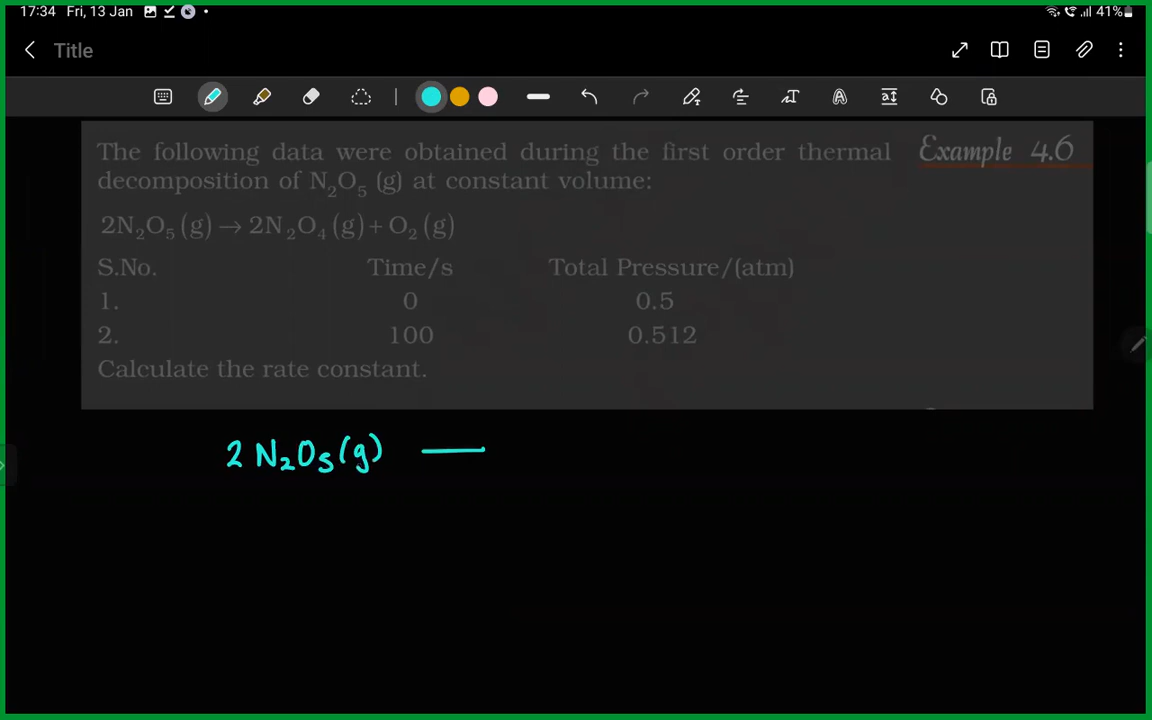 17:34 Fri, 13 Jan 41%
Title
The following data were obtained during the first order thermal Example 4.6
decomposition of N₂O₅ (g) at constant volume:
2N₂O₅(g) → 2N₂O₄(g) + O₂(g)
S.No. Time/s Total Pressure/(atm)
1. 0 0.5
2. 100 0.512
Calculate the rate constant.
2 N₂O₅(g) —